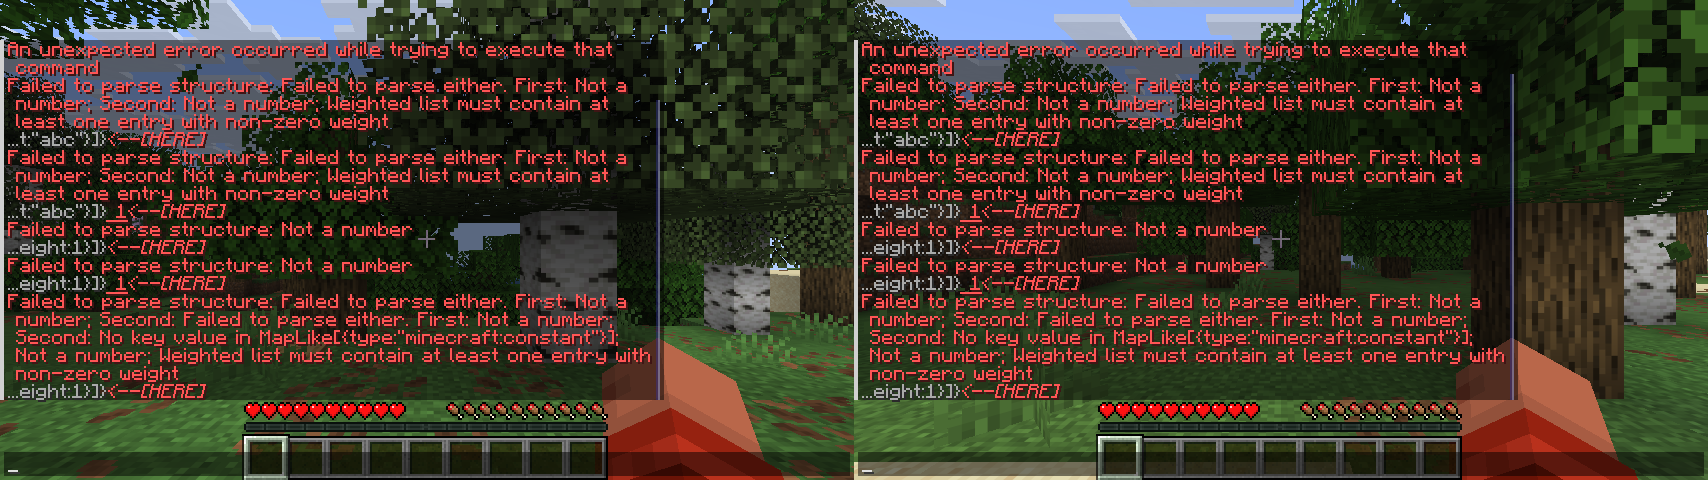 An unexpected error occurred while trying to execute that
command
Failed to parse structure: Failed to parse either. First: Not a
number; Second: Not a number; Weighted list must contain at
least one entry with non-zero weight
...t:"abc"}]}<--[HERE]
Failed to parse structure: Failed to parse either. First: Not a
number; Second: Not a number; Weighted list must contain at
least one entry with non-zero weight
...t:"abc"}]} 1<--[HERE]
Failed to parse structure: Not a number
...eight:1}]}<--[HERE]
Failed to parse structure: Not a number
...eight:1}]} 1<--[HERE]
Failed to parse structure: Failed to parse either. First: Not a
number; Second: Failed to parse either. First: Not a number;
Second: No key value in MapLike[{type:"minecraft:constant"}];
Not a number; Weighted list must contain at least one entry with
non-zero weight
...eight:1}]}<--[HERE]
_
An unexpected error occurred while trying to execute that
command
Failed to parse structure: Failed to parse either. First: Not a
number; Second: Not a number; Weighted list must contain at
least one entry with non-zero weight
...t:"abc"}]}<--[HERE]
Failed to parse structure: Failed to parse either. First: Not a
number; Second: Not a number; Weighted list must contain at
least one entry with non-zero weight
...t:"abc"}]} 1<--[HERE]
Failed to parse structure: Not a number
...eight:1}]}<--[HERE]
Failed to parse structure: Not a number
...eight:1}]} 1<--[HERE]
Failed to parse structure: Failed to parse either. First: Not a
number; Second: Failed to parse either. First: Not a number;
Second: No key value in MapLike[{type:"minecraft:constant"}];
Not a number; Weighted list must contain at least one entry with
non-zero weight
...eight:1}]}<--[HERE]
_